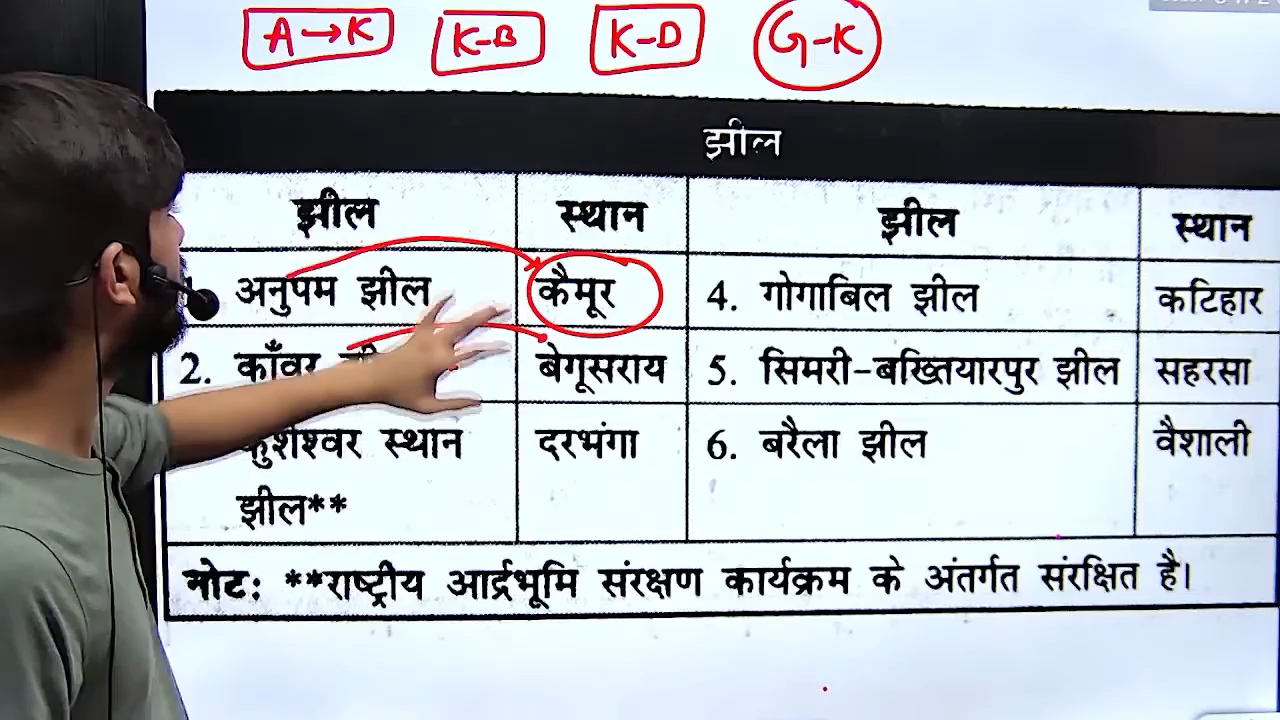 A→K K-B K-D G-K
झील
झील स्थान झील स्थान
अनुपम झील कैमूर 4. गोगाबिल झील कटिहार
2. काँवर बेगूसराय 5. सिमरी-बख्तियारपुर झील सहरसा
कुशेश्वर स्थान दरभंगा 6. बरैला झील वैशाली
झील**
नोट: **राष्ट्रीय आर्द्रभूमि संरक्षण कार्यक्रम के अंतर्गत संरक्षित है।